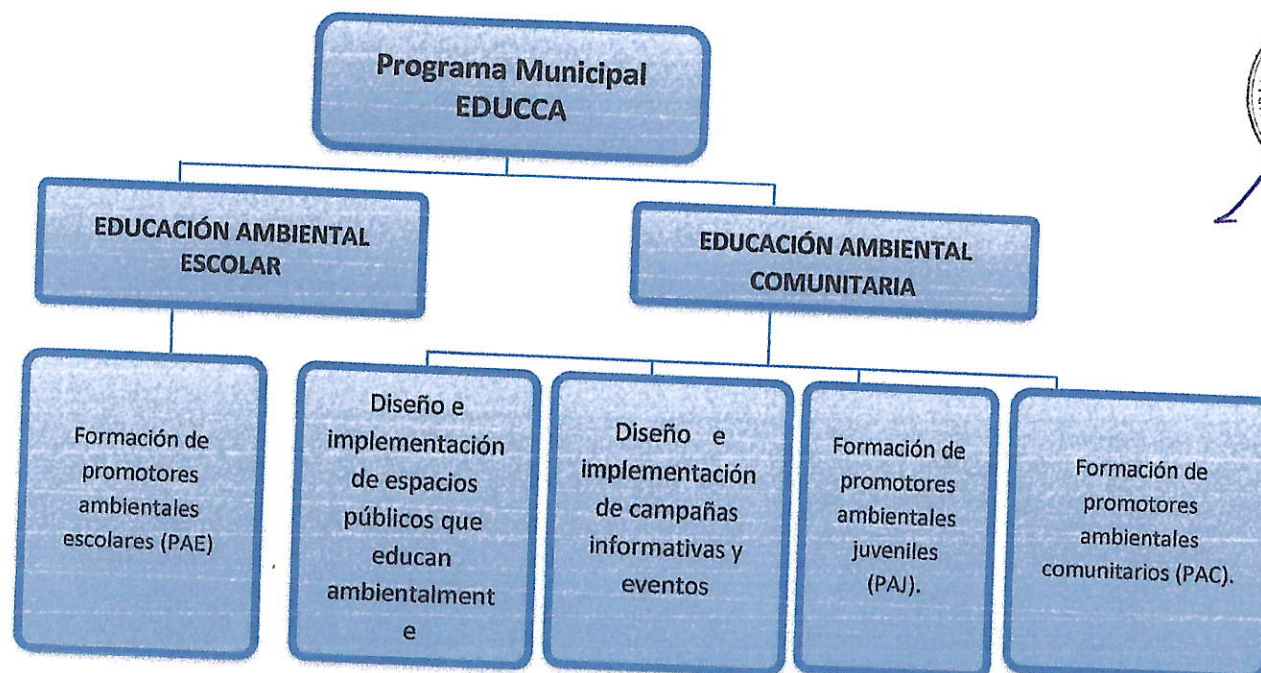 Programa Municipal
EDUCCA
EDUCACIÓN AMBIENTAL
ESCOLAR
EDUCACIÓN AMBIENTAL
COMUNITARIA
Formación de
promotores
ambientales
escolares (PAE)
Diseño e
implementación
de espacios
públicos que
educan
ambientalment
e
Diseño e
implementación
de campañas
informativas y
eventos
Formación de
promotores
ambientales
juveniles
(PAJ).
Formación de
promotores
ambientales
comunitarios (PAC).